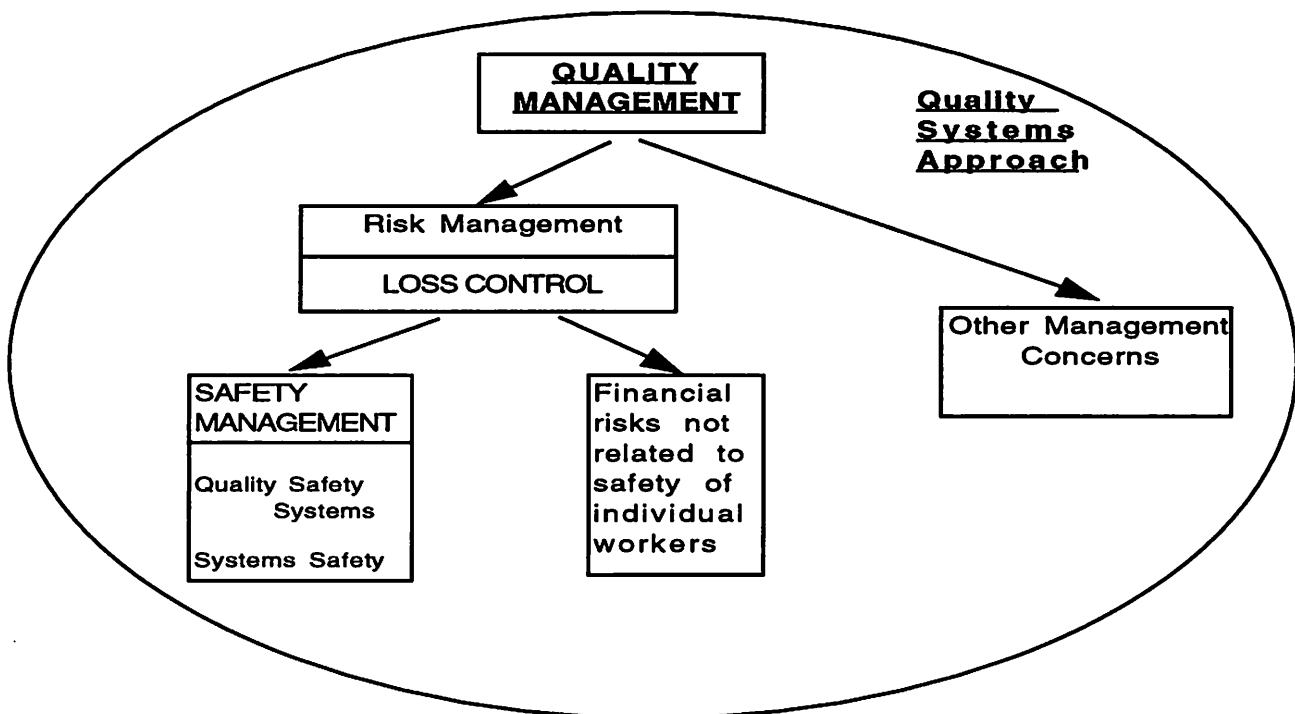 QUALITY
MANAGEMENT
Quality
Systems
Approach
Risk Management
LOSS CONTROL
Other Management
Concerns
SAFETY
MANAGEMENT
Quality Safety
Systems
Systems Safety
Financial
risks not
related to
safety of
individual
workers